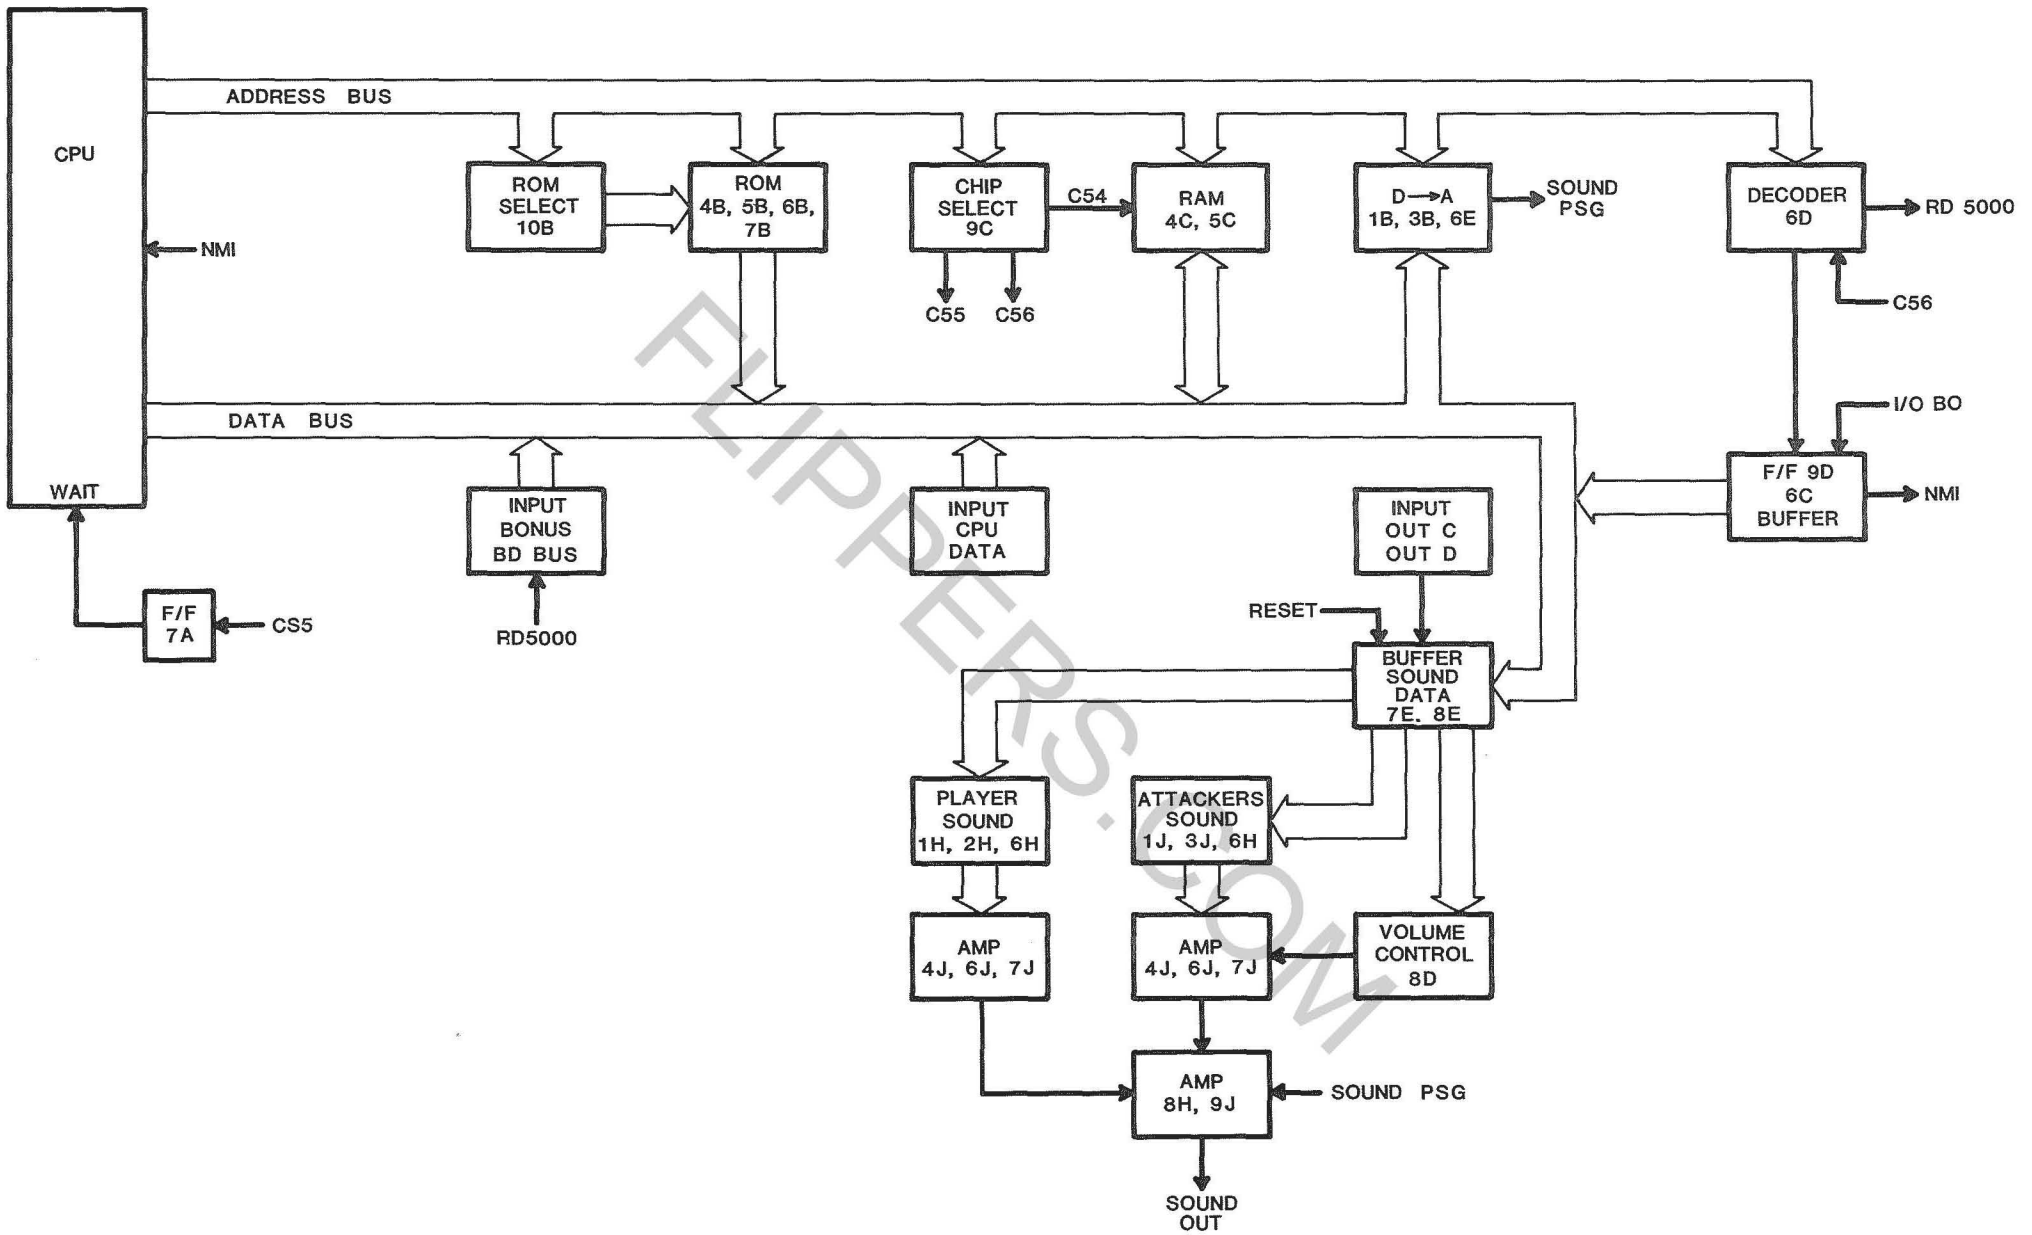 ADDRESS BUS
CPU
ROM
SELECT
10B
ROM
4B, 5B, 6B,
7B
CHIP
SELECT
9C
C54
RAM
4C, 5C
D→A
1B, 3B, 6E
SOUND
PSG
DECODER
6D
RD 5000
NMI
C55
C56
C56
I/O BO
DATA BUS
WAIT
INPUT
BONUS
BD BUS
INPUT
CPU
DATA
INPUT
OUT C
OUT D
F/F 9D
6C
BUFFER
NMI
F/F
7A
CS5
RD5000
RESET
BUFFER
SOUND
DATA
7E. 8E
PLAYER
SOUND
1H, 2H, 6H
ATTACKERS
SOUND
1J, 3J, 6H
AMP
4J, 6J, 7J
AMP
4J, 6J, 7J
VOLUME
CONTROL
8D
AMP
8H, 9J
SOUND PSG
SOUND
OUT
FLIPPERS.COM